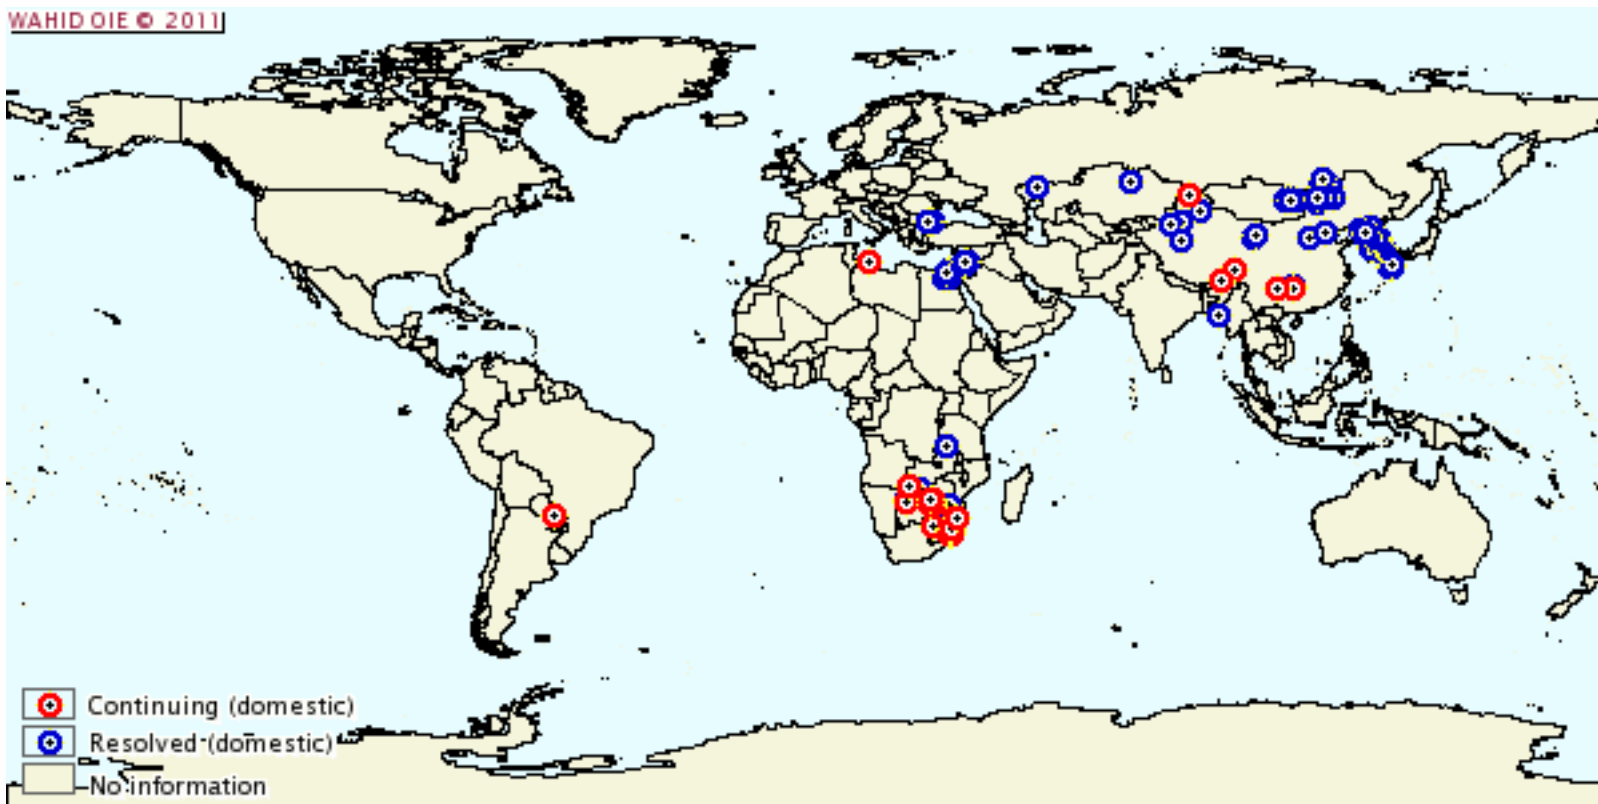 WAHID OIE © 2011
Continuing (domestic)
Resolved (domestic)
No information